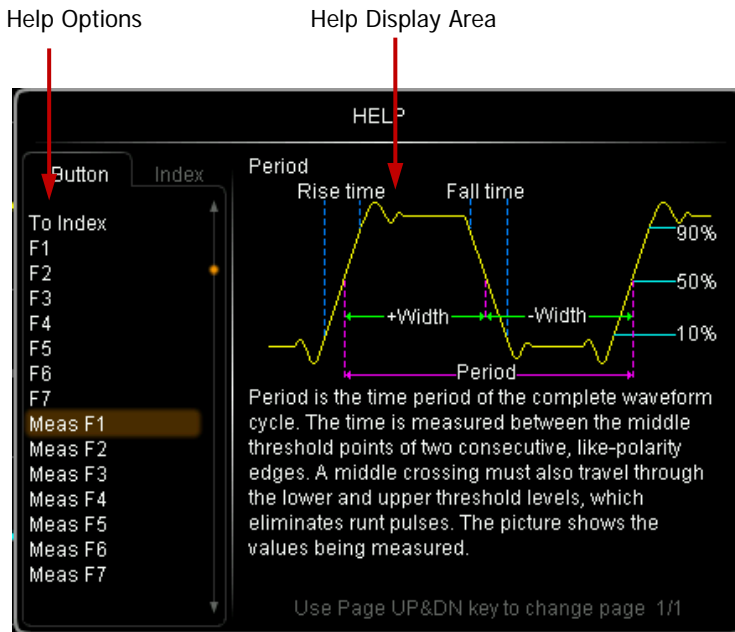 Help Options
Help Display Area
HELP
Button
Index
To Index
F1
F2
F3
F4
F5
F6
F7
Meas F1
Meas F2
Meas F3
Meas F4
Meas F5
Meas F6
Meas F7
Period
Rise time
Fall time
90%
50%
10%
+Width
-Width
Period
Period is the time period of the complete waveform
cycle. The time is measured between the middle
threshold points of two consecutive, like-polarity
edges. A middle crossing must also travel through
the lower and upper threshold levels, which
eliminates runt pulses. The picture shows the
values being measured.
Use Page UP&DN key to change page 1/1